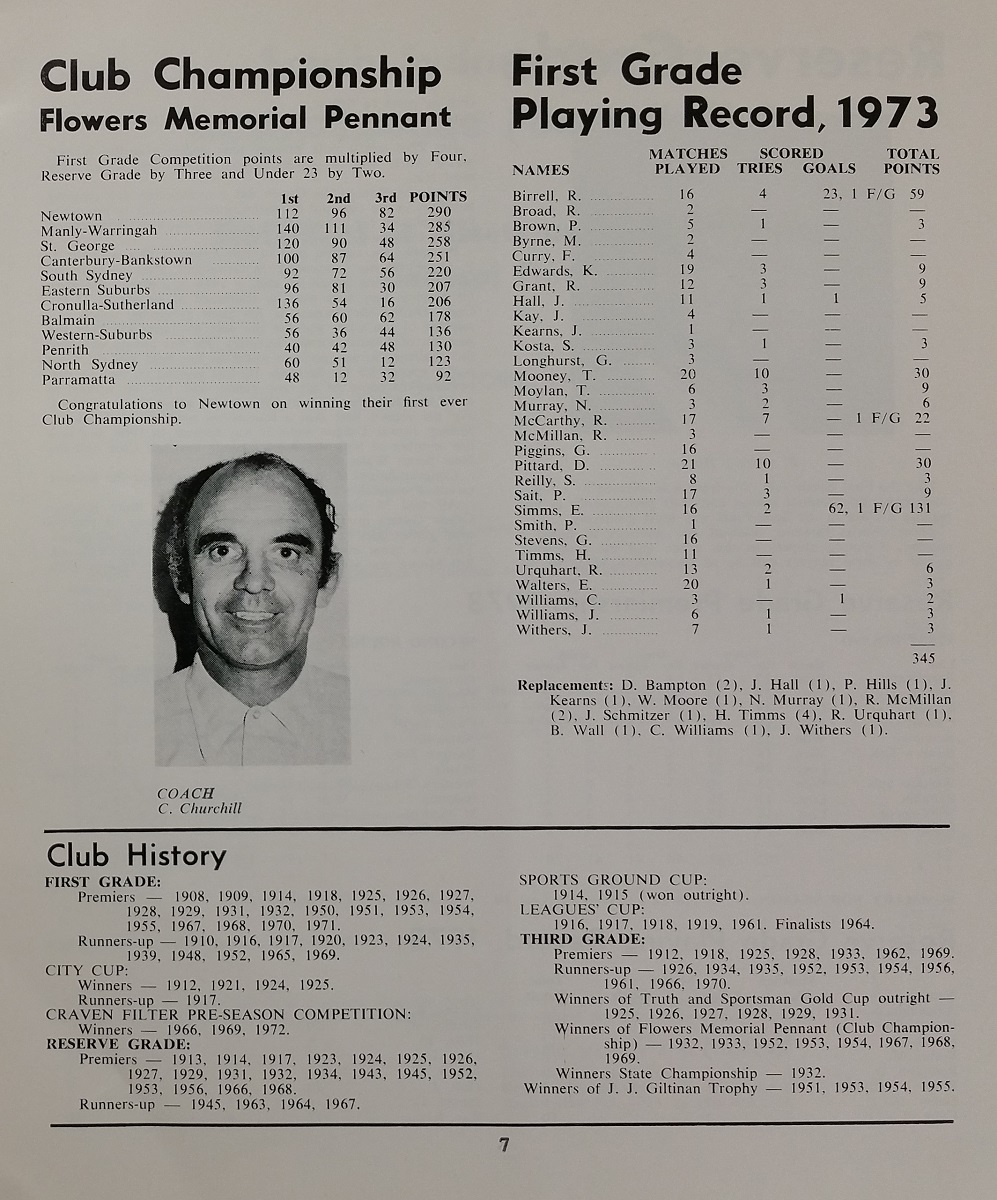 Club Championship
Flowers Memorial Pennant
First Grade Competition points are multiplied by Four,
Reserve Grade by Three and Under 23 by Two.
1st 2nd 3rd POINTS
Newtown 112 96 82 290
Manly-Warringah 140 111 34 285
St. George 120 90 48 258
Canterbury-Bankstown 100 87 64 251
South Sydney 92 72 56 220
Eastern Suburbs 96 81 30 207
Cronulla-Sutherland 136 54 16 206
Balmain 56 60 62 178
Western-Suburbs 56 36 44 136
Penrith 40 42 48 130
North Sydney 60 51 12 123
Parramatta 48 12 32 92
Congratulations to Newtown on winning their first ever
Club Championship.
COACH
C. Churchill
First Grade
Playing Record, 1973
MATCHES SCORED TOTAL
NAMES PLAYED TRIES GOALS POINTS
Birrell, R. 16 4 23, 1 F/G 59
Broad, R. 2 — — —
Brown, P. 5 1 — 3
Byrne, M. 2 — — —
Curry, F. 4 — — —
Edwards, K. 19 3 — 9
Grant, R. 12 3 — 9
Hall, J. 11 1 1 5
Kay, J. 4 — — —
Kearns, J. 1 — — —
Kosta, S. 3 1 — 3
Longhurst, G. 3 — — —
Mooney, T. 20 10 — 30
Moylan, T. 6 3 — 9
Murray, N. 3 2 — 6
McCarthy, R. 17 7 — 1 F/G 22
McMillan, R. 3 — — —
Piggins, G. 16 — — —
Pittard, D. 21 10 — 30
Reilly, S. 8 1 — 3
Sait, P. 17 3 — 9
Simms, E. 16 2 62, 1 F/G 131
Smith, P. 1 — — —
Stevens, G. 16 — — —
Timms, H. 11 — — —
Urquhart, R. 13 2 — 6
Walters, E. 20 1 — 3
Williams, C. 3 — 1 2
Williams, J. 6 1 — 3
Withers, J. 7 1 — 3
345
Replacements: D. Bampton (2), J. Hall (1), P. Hills (1), J.
Kearns (1), W. Moore (1), N. Murray (1), R. McMillan
(2), J. Schmitzer (1), H. Timms (4), R. Urquhart (1),
B. Wall (1), C. Williams (1), J. Withers (1).
Club History
FIRST GRADE:
Premiers — 1908, 1909, 1914, 1918, 1925, 1926, 1927,
1928, 1929, 1931, 1932, 1950, 1951, 1953, 1954,
1955, 1967, 1968, 1970, 1971.
Runners-up — 1910, 1916, 1917, 1920, 1923, 1924, 1935,
1939, 1948, 1952, 1965, 1969.
CITY CUP:
Winners — 1912, 1921, 1924, 1925.
Runners-up — 1917.
CRAVEN FILTER PRE-SEASON COMPETITION:
Winners — 1966, 1969, 1972.
RESERVE GRADE:
Premiers — 1913, 1914, 1917, 1923, 1924, 1925, 1926,
1927, 1929, 1931, 1932, 1934, 1943, 1945, 1952,
1953, 1956, 1966, 1968.
Runners-up — 1945, 1963, 1964, 1967.
SPORTS GROUND CUP:
1914, 1915 (won outright).
LEAGUES' CUP:
1916, 1917, 1918, 1919, 1961. Finalists 1964.
THIRD GRADE:
Premiers — 1912, 1918, 1925, 1928, 1933, 1962, 1969.
Runners-up — 1926, 1934, 1935, 1952, 1953, 1954, 1956,
1961, 1966, 1970.
Winners of Truth and Sportsman Gold Cup outright —
1925, 1926, 1927, 1928, 1929, 1931.
Winners of Flowers Memorial Pennant (Club Champion-
ship) — 1932, 1933, 1952, 1953, 1954, 1967, 1968,
1969.
Winners State Championship — 1932.
Winners of J. J. Giltinan Trophy — 1951, 1953, 1954, 1955.
7